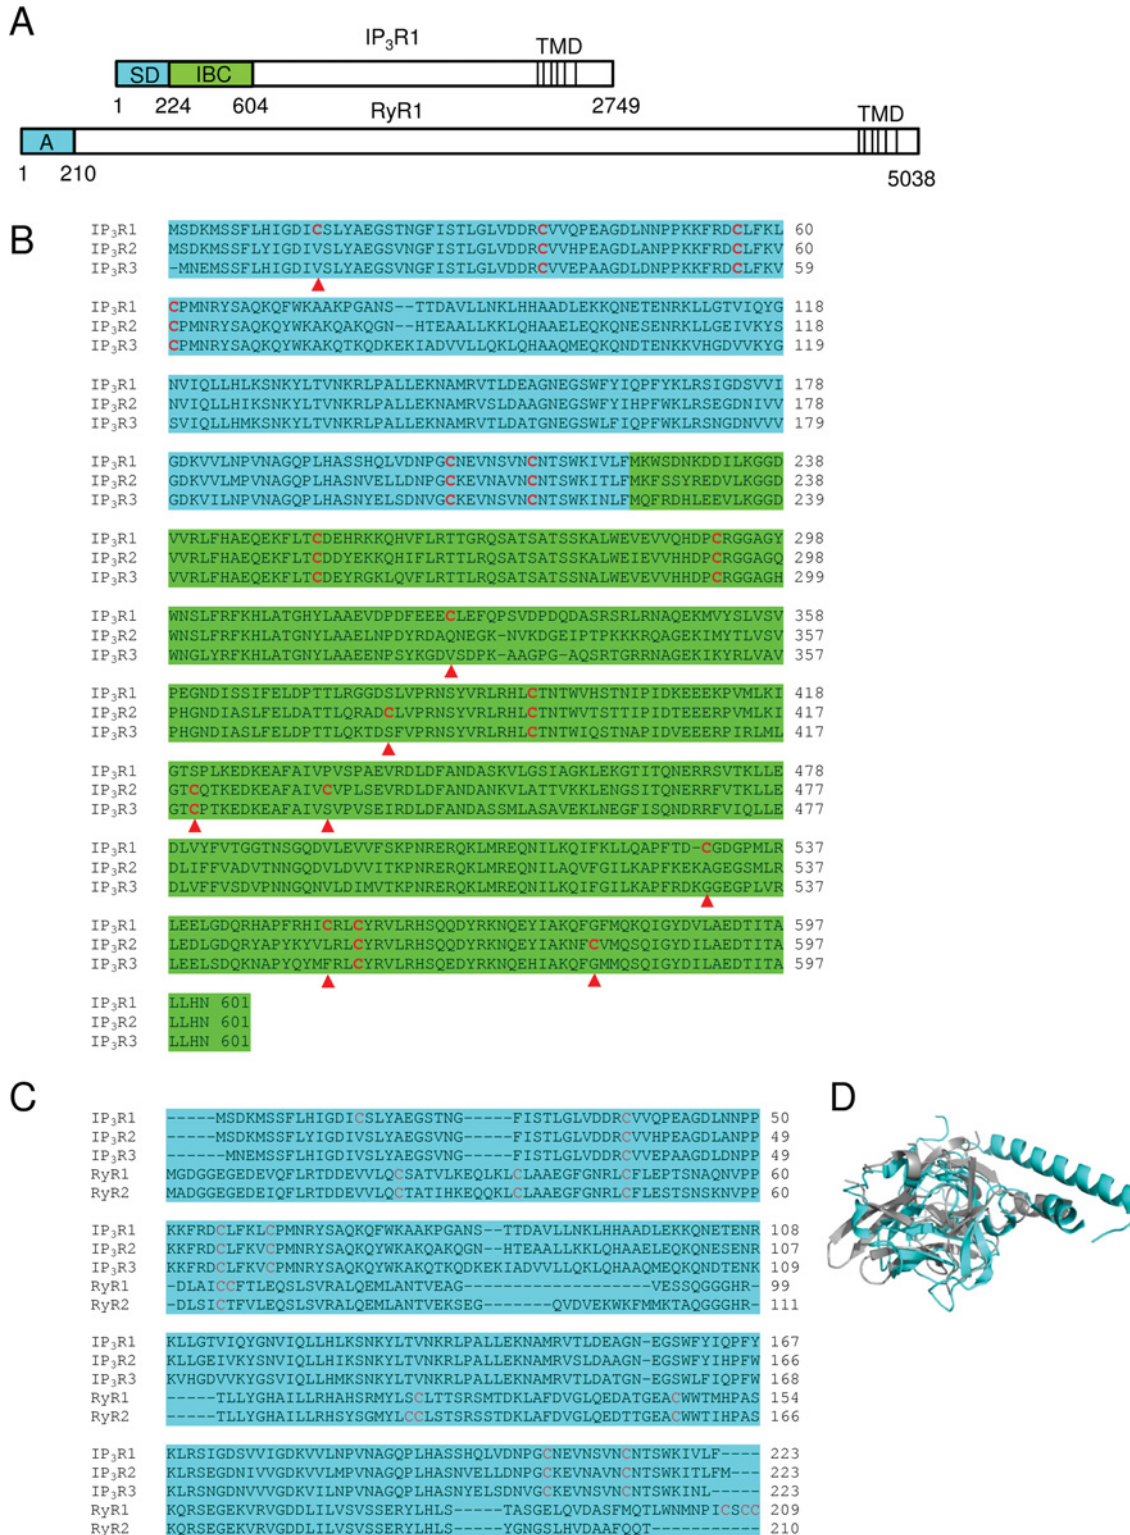 A
IP3R1
TMD
SD IBC
1 224 604 2749
RyR1
TMD
A
1 210 5038
B
IP3R1 MSDKMSSFLHIGDICSLYAEGSTNGFISTLGLVDDRCVVQPEAGDLNNPPKKFRDCLFKL 60
IP3R2 MSDKMSSFLYIGDIVSLYAEGSVNGFISTLGLVDDRCVVHPEAGDLANPPKKFRDCLFKV 60
IP3R3 -MNEMSSFLHIGDIVSLYAEGSVNGFISTLGLVDDRCVVEPAAGDLDNPPKKFRDCLFKV 59
IP3R1 CPMNRYSAQKQFWKAAKPGANS--TTDAVLLNKLHHAADLEKKQNETENRKLLGTVIQYG 118
IP3R2 CPMNRYSAQKQYWKAKQAKQGN--HTEAALLKKLQHAAELEQKQNESENRKLLGEIVKYS 118
IP3R3 CPMNRYSAQKQYWKAKQTKQDKEKIADVVLLQKLQHAAQMEQKQNDTENKKVHGDVVKYG 119
IP3R1 NVIQLLHLKSNKYLTVNKRLPALLEKNAMRVTLDEAGNEGSWFYIQPFYKLRSIGDSVVI 178
IP3R2 NVIQLLHIKSNKYLTVNKRLPALLEKNAMRVSLDAAGNEGSWFYIHPFWKLRSEGDNIVV 178
IP3R3 SVIQLLHMKSNKYLTVNKRLPALLEKNAMRVTLDATGNEGSWLFIQPFWKLRSNGDNVVV 179
IP3R1 GDKVVLNPVNAGQPLHASSHQLVDNPGCNEVNSVNCNTSWKIVLFMKWSDNKDDILKGGD 238
IP3R2 GDKVVLMPVNAGQPLHASNVELLDNPGCKEVNAVNCNTSWKITLFMKFSSYREDVLKGGD 238
IP3R3 GDKVILNPVNAGQPLHASNYELSDNVGCKEVNSVNCNTSWKINLFMQFRDHLEEVLKGGD 239
IP3R1 VVRLFHAEQEKFLTCDEHRKKQHVFLRTTGRQSATSATSSKALWEVEVVQHDPCRGGAGY 298
IP3R2 VVRLFHAEQEKFLTCDDYEKKQHIFLRTTLRQSATSATSSKALWEIEVVHHDPCRGGAGQ 298
IP3R3 VVRLFHAEQEKFLTCDEYRGKLQVFLRTTLRQSATSATSSNALWEIEVVHHDPCRGGAGH 299
IP3R1 WNSLFRFKHLATGHYLAAEVDPDFEEECLEFQPSVDPDQDASRSRLRNAQEKMVYSLVSV 358
IP3R2 WNSLFRFKHLATGNYLAAELNPDYRDAQNEGK-NVKDGEIPTPKKKRQAGEKIMYTLVSV 357
IP3R3 WNGLYRFKHLATGNYLAAEENPSYKGDVSDPK-AAGPG-AQSRTGRRNAGEKIKYRLVAV 357
IP3R1 PEGNDISSIFELDPTTLRGGDSLVPRNSYVRLRHLCTNTWVHSTNIPIDKEEEKPVMLKI 418
IP3R2 PHGNDIASLFELDATTLQRADCLVPRNSYVRLRHLCTNTWVTSTTIPIDTEEERPVMLKI 417
IP3R3 PHGNDIASLFELDPTTLQKTDSFVPRNSYVRLRHLCTNTWIQSTNAPIDVEEERPIRLML 417
IP3R1 GTSPLKEDKEAFAIVPVSPAEVRDLDFANDASKVLGSIAGKLEKGTITQNERRSVTKLLE 478
IP3R2 GTCQTKEDKEAFAIVCVPLSEVRDLDFANDANKVLATTVKKLENGTITQNERRFVTKLLE 477
IP3R3 GTCPTKEDKEAFAIVSVPVSEIRDLDFANDASSMLASAVEKLNEGFISQNDRRFVIQLLE 477
IP3R1 DLVYFVTGGTNSGQDVLEVVFSKPNRERQKLMREQNILKQIFKLLQAPFTD-CGDGPMLR 537
IP3R2 DLIFFVADVTNNGQDVLDVVITKPNRERQKLMREQNILAQVFGILKAPFKEKAGEGSMLR 537
IP3R3 DLVFFVSDVPNNGQNVLDIMVTKPNRERQKLMREQNILKQIFGILKAPFRDKGGEGPLVR 537
IP3R1 LEELGDQRHAPFRHICRLCYRVLRHSQQDYRKNQEYIAKQFGFMQKQIGYDVLAEDTITA 597
IP3R2 LEDLGDQRYAPYKYVLRLCYRVLRHSQQDYRKNQEYIAKNFCVMQSQIGYDILAEDTITA 597
IP3R3 LEELSDQKNAPYQYMFRLCYRVLRHSQEDYRKNQEHIAKQFGMMQSQIGYDILAEDTITA 597
IP3R1 LLHN 601
IP3R2 LLHN 601
IP3R3 LLHN 601
C
IP3R1 -----MSDKMSSFLHIGDICSLYAEGSTNG-----FISTLGLVDDRCVVQPEAGDLNNPP 50
IP3R2 -----MSDKMSSFLYIGDIVSLYAEGSVNG-----FISTLGLVDDRCVVHPEAGDLANPP 49
IP3R3 -----MNEMSSFLHIGDIVSLYAEGSVNG-----FISTLGLVDDRCVVEPAAGDLDNPP 49
RyR1 MGDGGEGEDEVQFLRTDDEVVLQCSATVLKEQLKLCLAAEGFGNRLCFLEPTSNAQNVPP 60
RyR2 MADGGEGEDEIQFLRTDDEVVLQCTATIHKEQQKLCLAAEGFGNRLCFLESTSNSKNVPP 60
IP3R1 KKFRDCLFKLCPMNRYSAQKQFWKAAKPGANS--TTDAVLLNKLHHAADLEKKQNETENR 108
IP3R2 KKFRDCLFKVCPMNRYSAQKQYWKAKQAKQGN--HTEAALLKKLQHAAELEQKQNESENR 107
IP3R3 KKFRDCLFKVCPMNRYSAQKQYWKAKQTKQDKEKIADVVLLQKLQHAAQMEQKQNDTENK 109
RyR1 -DLAICCFTLEQSLSVRALQEMLANTVEAG-------------------VESSQGGGHR- 99
RyR2 -DLSICTFVLEQSLSVRALQEMLANTVEKSEG---------QVDVEKWKFMMKTAQGGGHR- 111
IP3R1 KLLGTVIQYGNVIQLLHLKSNKYLTVNKRLPALLEKNAMRVTLDEAGN-EGSWFYIQPFY 167
IP3R2 KLLGEIVKYSNVIQLLHIKSNKYLTVNKRLPALLEKNAMRVSLDAAGN-EGSWFYIHPFW 166
IP3R3 KVHGDVVKYGSVIQLLHMKSNKYLTVNKRLPALLEKNAMRVTLDATGN-EGSWLFIQPFW 168
RyR1 -----TLLYGHAILLRHAHSRMYLSCLTTSRSMTDKLAFDVGLQEDATGEACWWTMHPAS 154
RyR2 -----TLLYGHAILLRHSYSGMYLCCLSTSRSSTDKLAFDVGLQEDTTGEACWWTIHPAS 166
IP3R1 KLRSIGDSVVIGDKVVLNPVNAGQPLHASSHQLVDNPGCNEVNSVNCNTSWKIVLF---- 223
IP3R2 KLRSEGDNIVVGDKVVLMPVNAGQPLHASNVELLDNPGCKEVNAVNCNTSWKITLFM---- 223
IP3R3 KLRSNGDNVVVGDKVILNPVNAGQPLHASNYELSDNVGCKEVNSVNCNTSWKINL----- 223
RyR1 KQRSEGEKVRVGDDLILVSVSSERYLHLS-----TASGELQVDASFMQTLWNMNPICSCC 209
RyR2 KQRSEGEKVRVGDDLILVSVSSERYLHLS-----YGNGSLHVDAAFQQT----------- 210
D